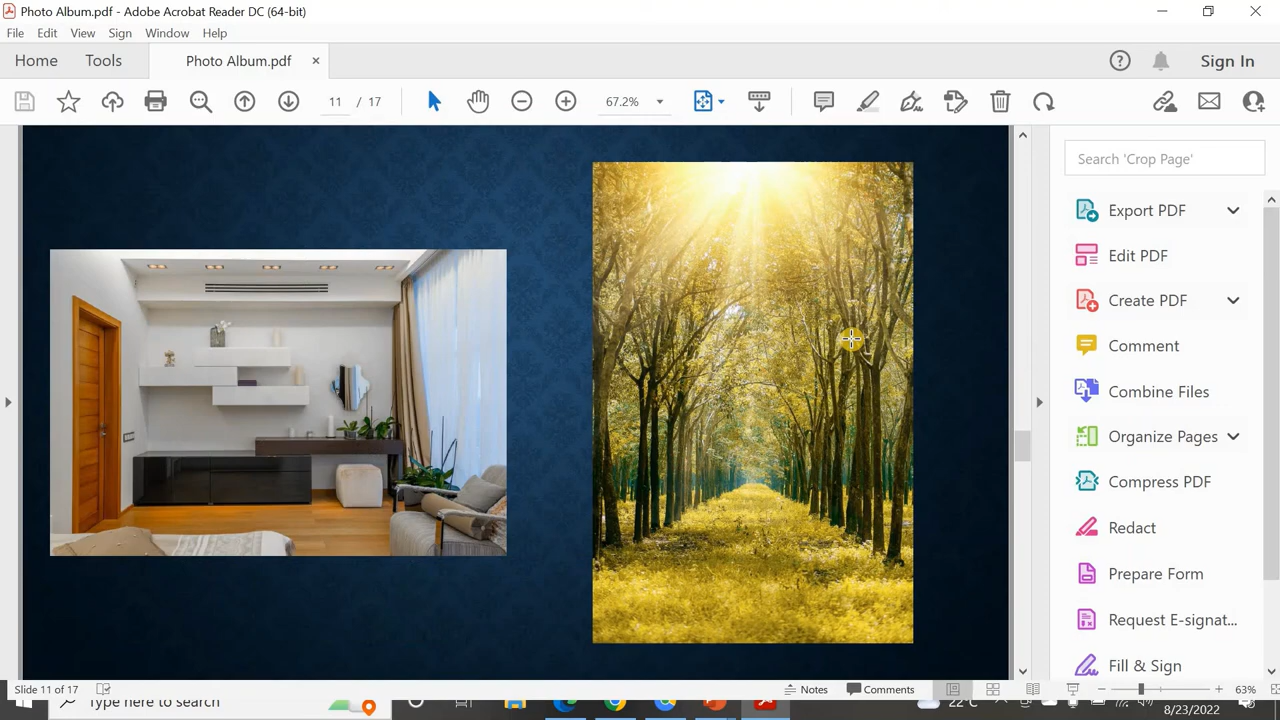 Photo Album.pdf - Adobe Acrobat Reader DC (64-bit)
File Edit View Sign Window Help
Home Tools Photo Album.pdf × Sign In
11 / 17 67.2%
Search 'Crop Page'
Export PDF
Edit PDF
Create PDF
Comment
Combine Files
Organize Pages
Compress PDF
Redact
Prepare Form
Request E-signat...
Fill & Sign
Slide 11 of 17 Notes Comments 63%
Type here to search 22°C
8/23/2022